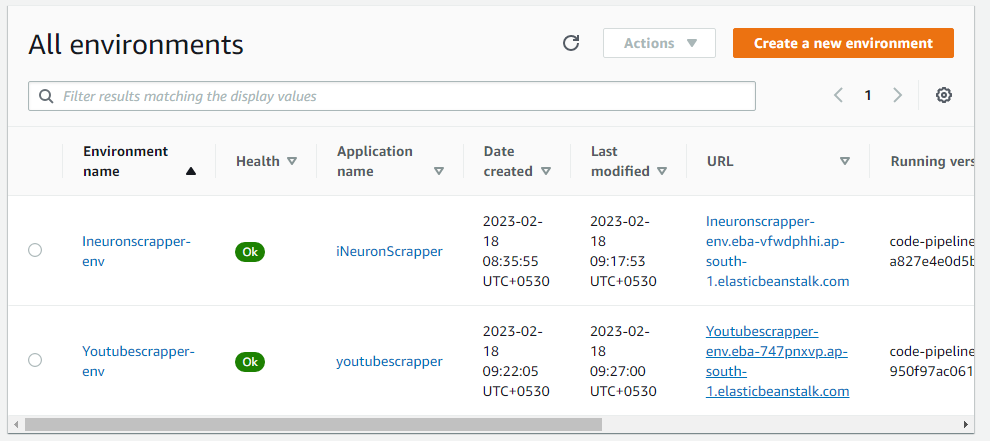 All environments
Actions
Create a new environment
Filter results matching the display values
1
Environment name
Health
Application name
Date created
Last modified
URL
Running vers
Ineuronscrapper-env
Ok
iNeuronScrapper
2023-02-18 08:35:55 UTC+0530
2023-02-18 09:17:53 UTC+0530
Ineuronscrapper-env.eba-vfwdphhi.ap-south-1.elasticbeanstalk.com
code-pipeline
a827e4e0d5b
Youtubescrapper-env
Ok
youtubescrapper
2023-02-18 09:22:05 UTC+0530
2023-02-18 09:27:00 UTC+0530
Youtubescrapper-env.eba-747pnxvp.ap-south-1.elasticbeanstalk.com
code-pipeline
950f97ac061